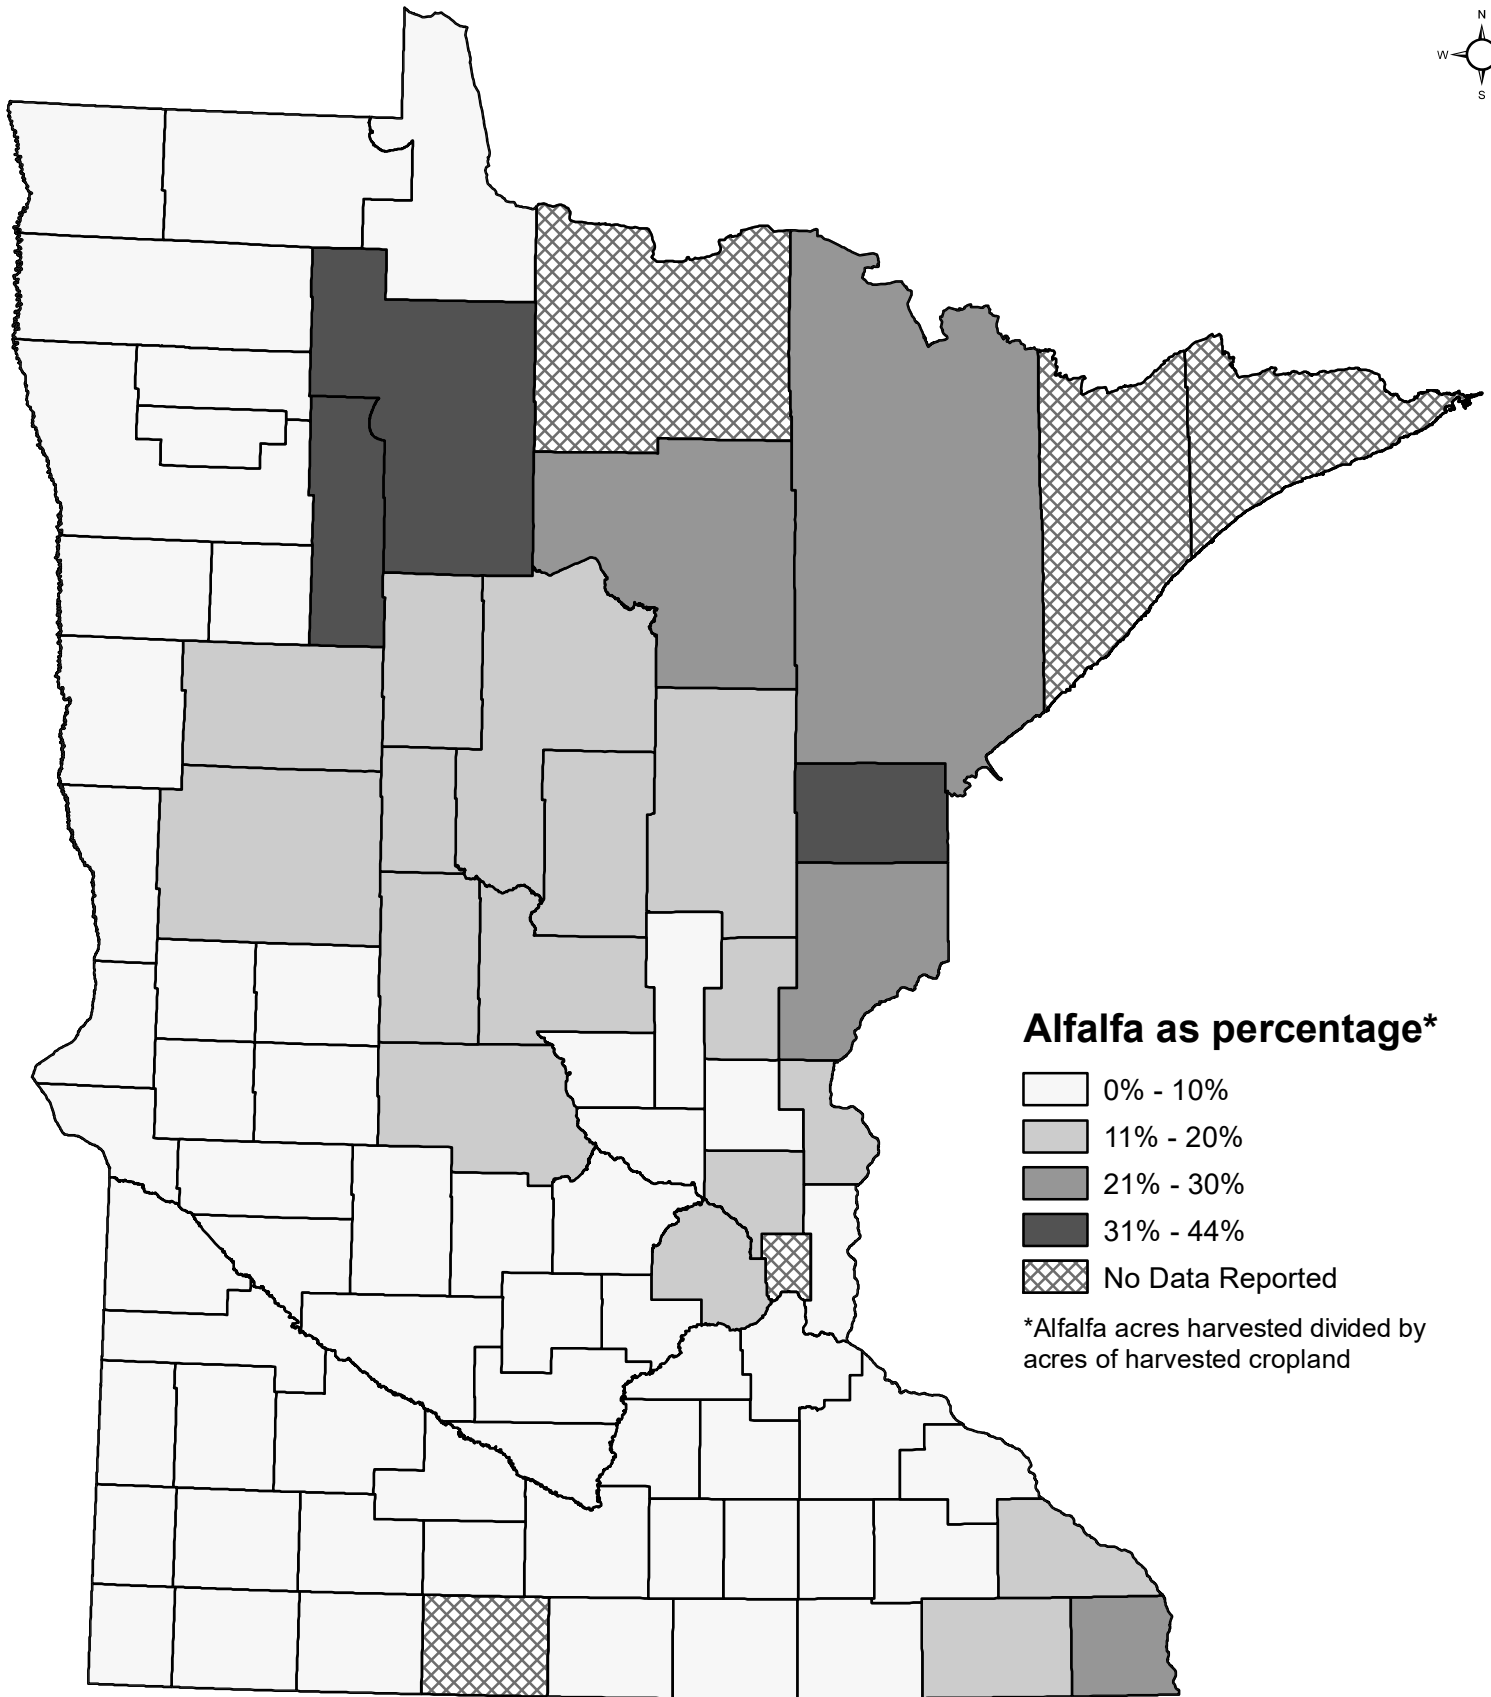 N
W
S
Alfalfa as percentage*
0% - 10%
11% - 20%
21% - 30%
31% - 44%
No Data Reported
*Alfalfa acres harvested divided by
acres of harvested cropland